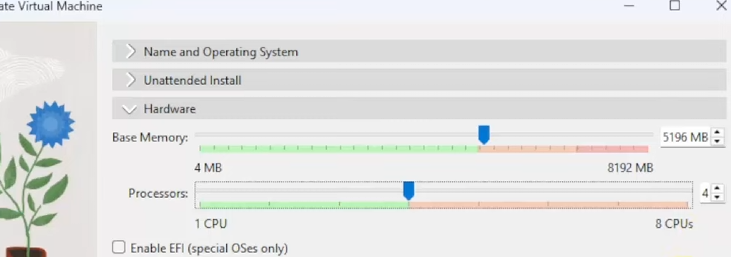 ate Virtual Machine
Name and Operating System
Unattended Install
Hardware
Base Memory: 5196 MB
4 MB 8192 MB
Processors: 4
1 CPU 8 CPUs
Enable EFI (special OSes only)